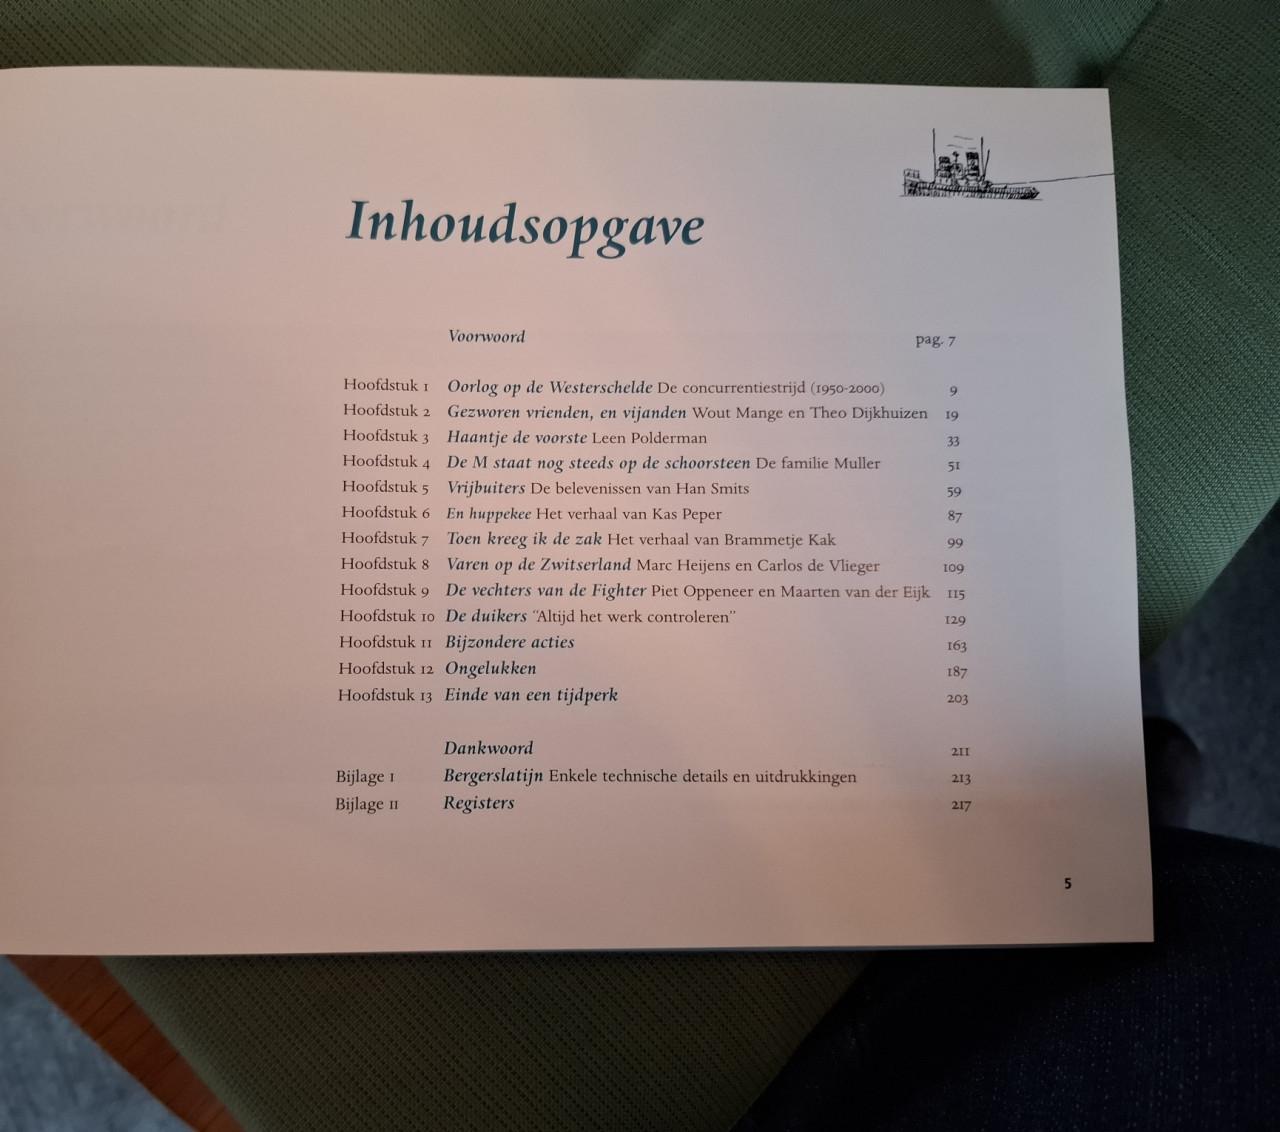 Inhoudsopgave
Voorwoord pag. 7
Hoofdstuk 1 Oorlog op de Westerschelde De concurrentiestrijd (1950-2000) 9
Hoofdstuk 2 Gezworen vrienden, en vijanden Wout Mange en Theo Dijkhuizen 19
Hoofdstuk 3 Haantje de voorste Leen Polderman 33
Hoofdstuk 4 De M staat nog steeds op de schoorsteen De familie Muller 51
Hoofdstuk 5 Vrijbuiters De belevenissen van Han Smits 59
Hoofdstuk 6 En huppekee Het verhaal van Kas Peper 87
Hoofdstuk 7 Toen kreeg ik de zak Het verhaal van Brammetje Kak 99
Hoofdstuk 8 Varen op de Zwitserland Marc Heijens en Carlos de Vlieger 109
Hoofdstuk 9 De vechters van de Fighter Piet Oppeneer en Maarten van der Eijk 115
Hoofdstuk 10 De duikers "Altijd het werk controleren" 129
Hoofdstuk 11 Bijzondere acties 163
Hoofdstuk 12 Ongelukken 187
Hoofdstuk 13 Einde van een tijdperk 203
Dankwoord 211
Bijlage I Bergerslatijn Enkele technische details en uitdrukkingen 213
Bijlage II Registers 217
5